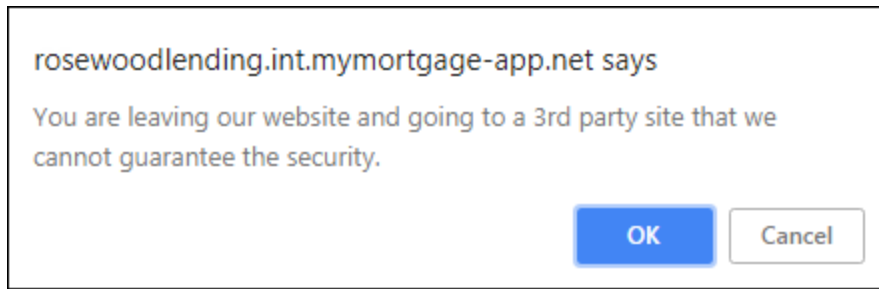 rosewoodlending.int.mymortgage-app.net says
You are leaving our website and going to a 3rd party site that we
cannot guarantee the security.
OK Cancel